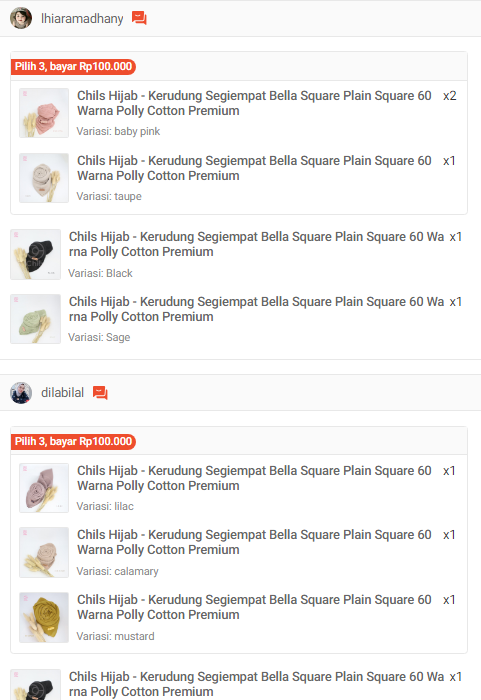 lhiaramadhany
Pilih 3, bayar Rp100.000
Chils Hijab - Kerudung Segiempat Bella Square Plain Square 60 x2
Warna Polly Cotton Premium
Variasi: baby pink
Chils Hijab - Kerudung Segiempat Bella Square Plain Square 60 x1
Warna Polly Cotton Premium
Variasi: taupe
Chils Hijab - Kerudung Segiempat Bella Square Plain Square 60 Wa x1
rna Polly Cotton Premium
Variasi: Black
Chils Hijab - Kerudung Segiempat Bella Square Plain Square 60 Wa x1
rna Polly Cotton Premium
Variasi: Sage
dilabilal
Pilih 3, bayar Rp100.000
Chils Hijab - Kerudung Segiempat Bella Square Plain Square 60 x1
Warna Polly Cotton Premium
Variasi: lilac
Chils Hijab - Kerudung Segiempat Bella Square Plain Square 60 x1
Warna Polly Cotton Premium
Variasi: calamary
Chils Hijab - Kerudung Segiempat Bella Square Plain Square 60 x1
Warna Polly Cotton Premium
Variasi: mustard
Chils Hijab - Kerudung Segiempat Bella Square Plain Square 60 Wa x1
rna Polly Cotton Premium